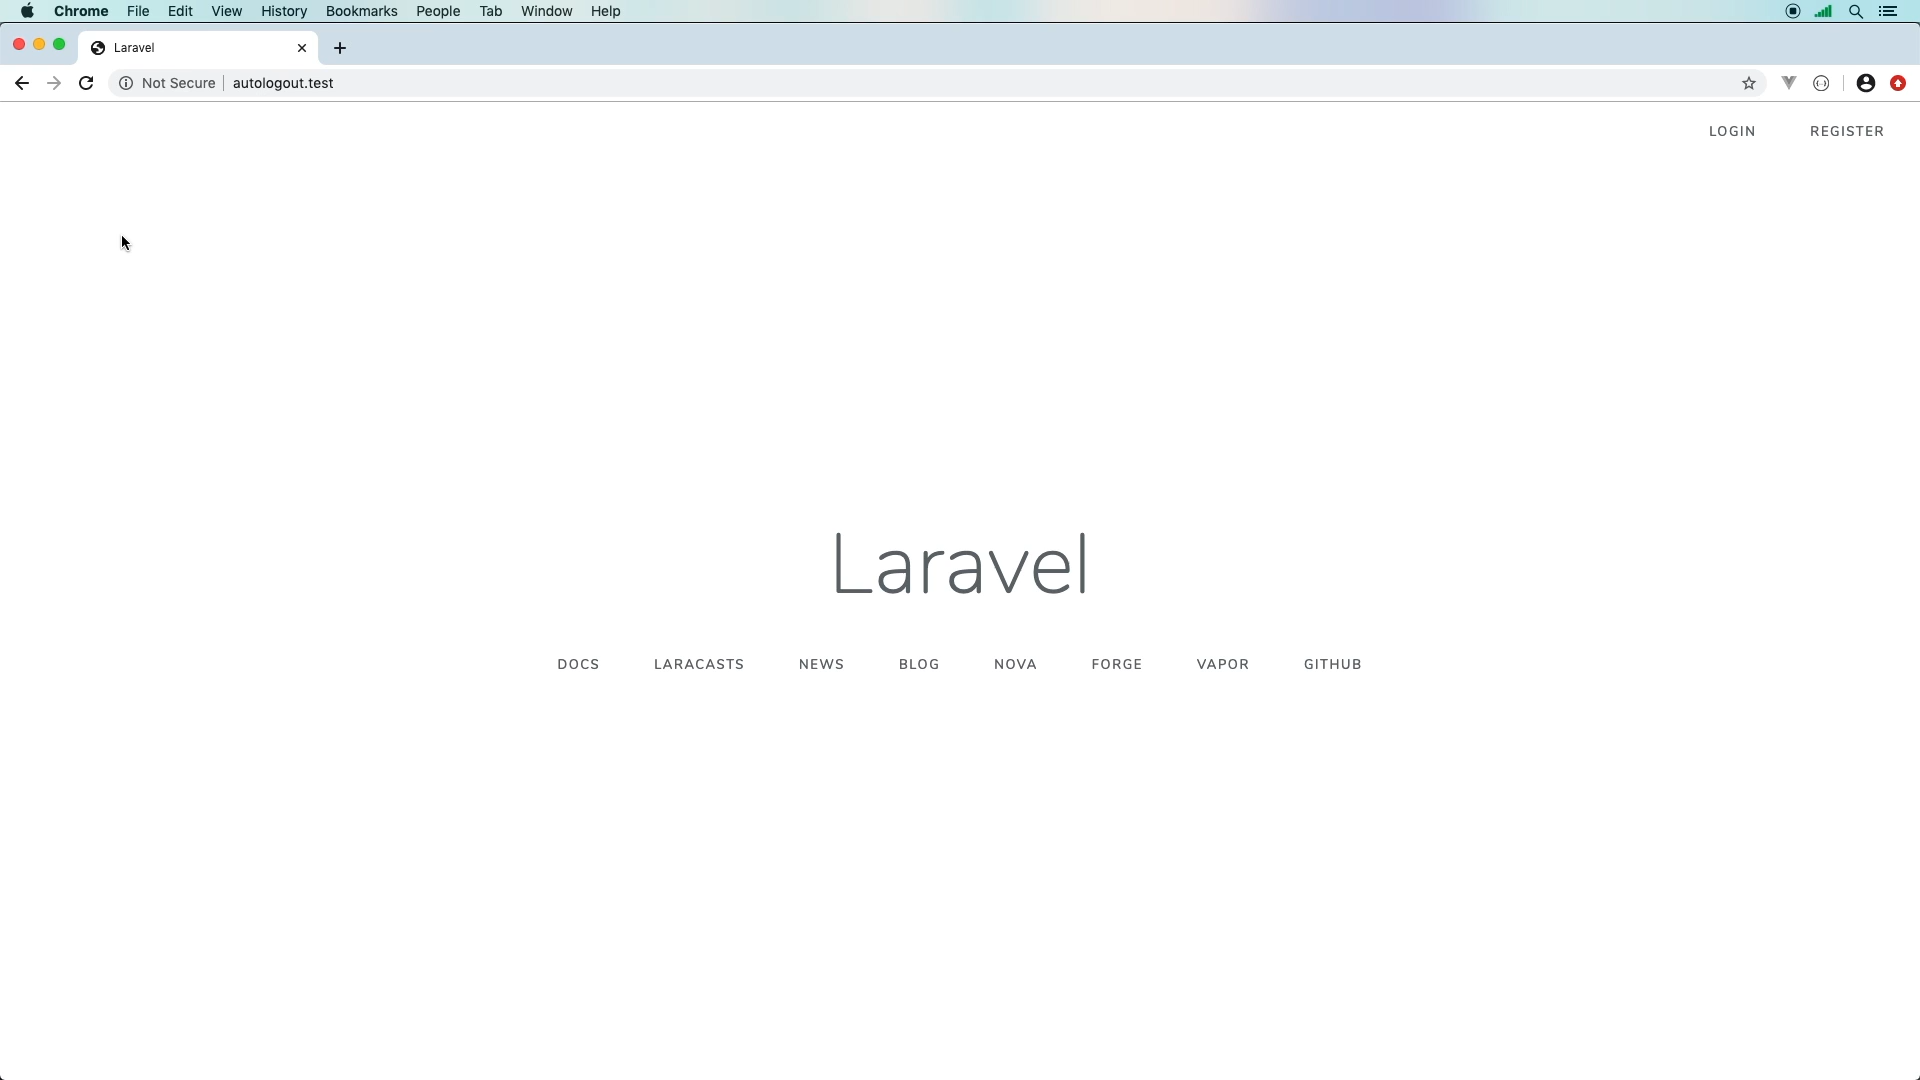 Chrome File Edit View History Bookmarks People Tab Window Help
Laravel
Not Secure autologout.test
LOGIN REGISTER
Laravel
DOCS LARACASTS NEWS BLOG NOVA FORGE VAPOR GITHUB